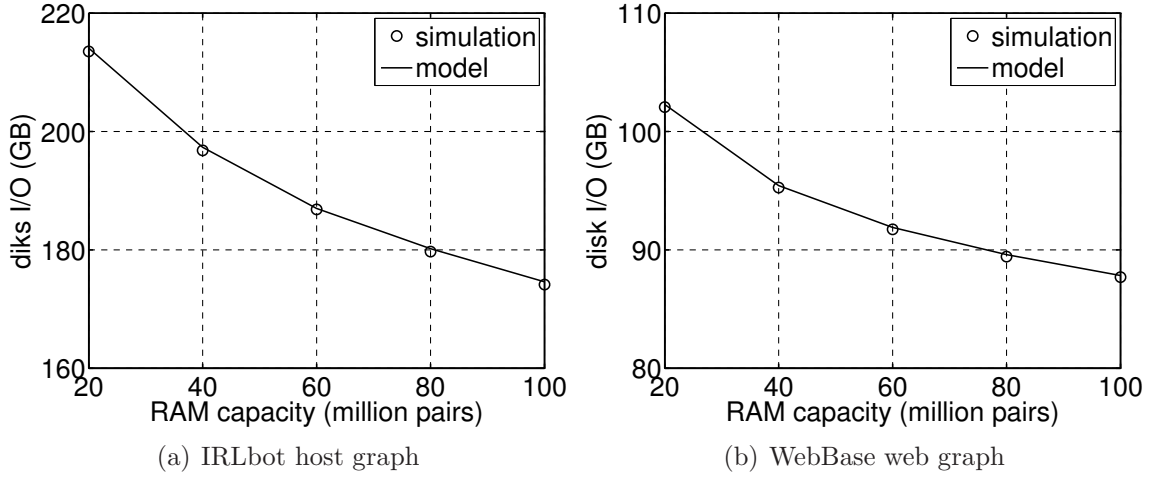 220
200
180
160
diks I/O (GB)
20 40 60 80 100
RAM capacity (million pairs)
simulation
model
(a) IRLbot host graph
110
100
90
80
disk I/O (GB)
20 40 60 80 100
RAM capacity (million pairs)
simulation
model
(b) WebBase web graph